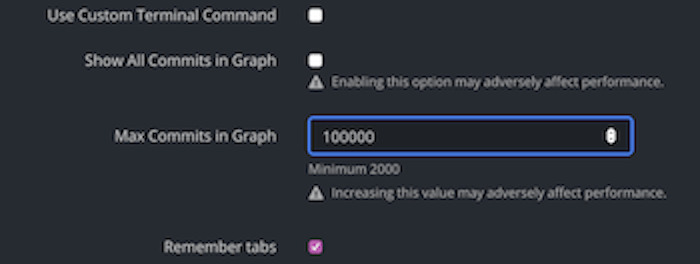 Use Custom Terminal Command
Show All Commits in Graph
Enabling this option may adversely affect performance.
Max Commits in Graph
100000
Minimum 2000
Increasing this value may adversely affect performance.
Remember tabs